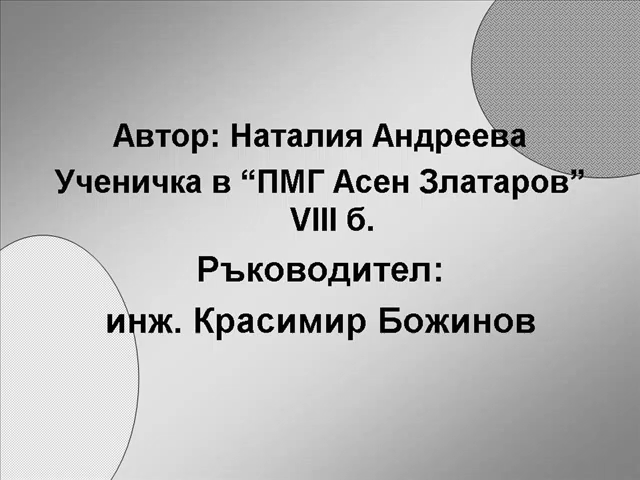 Автор: Наталия Андреева
Ученичка в “ПМГ Асен Златаров”
VIII б.
Ръководител:
инж. Красимир Божинов